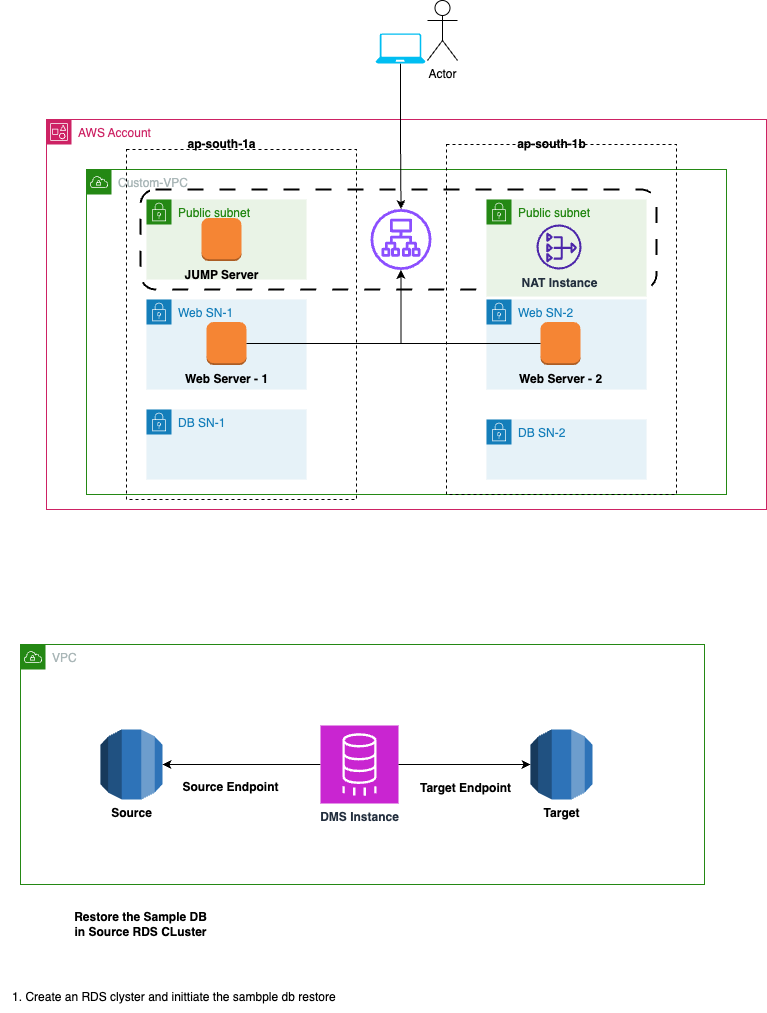 Actor
AWS Account
ap-south-1a
ap-south-1b
Custom-VPC
Public subnet
Public subnet
JUMP Server
NAT Instance
Web SN-1
Web SN-2
Web Server - 1
Web Server - 2
DB SN-1
DB SN-2
VPC
Source Endpoint
Target Endpoint
Source
DMS Instance
Target
Restore the Sample DB
in Source RDS CLuster
1. Create an RDS clyster and inittiate the sambple db restore